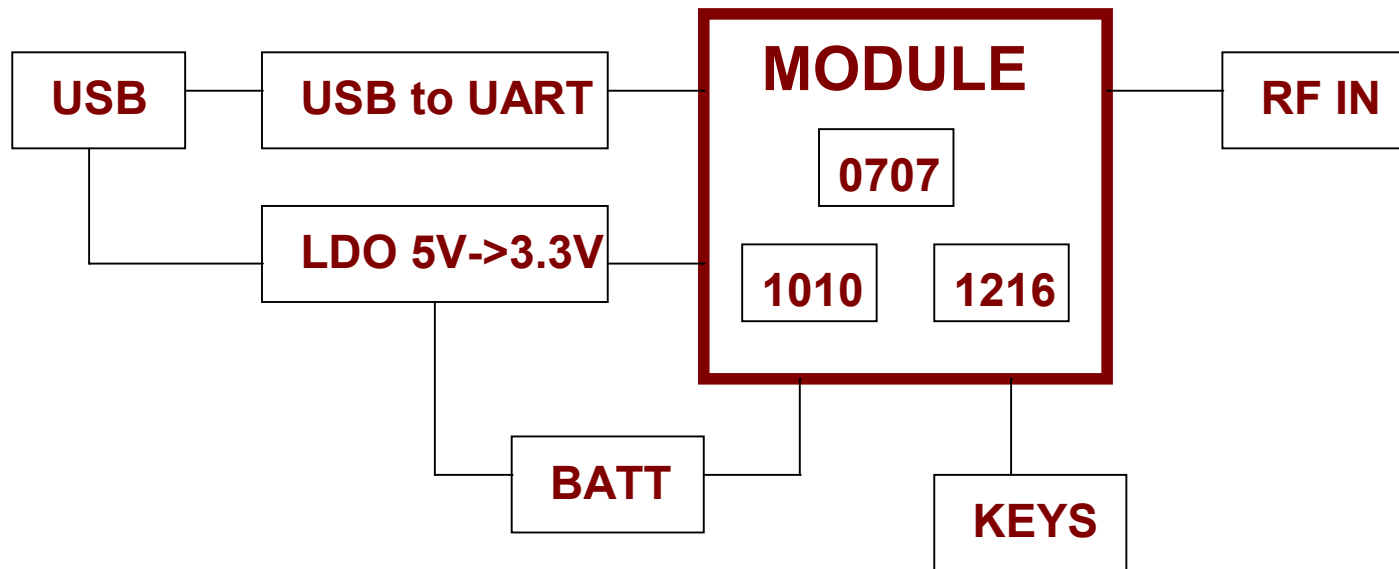 MODULE
USB
USB to UART
RF IN
0707
LDO 5V->3.3V
1010
1216
BATT
KEYS